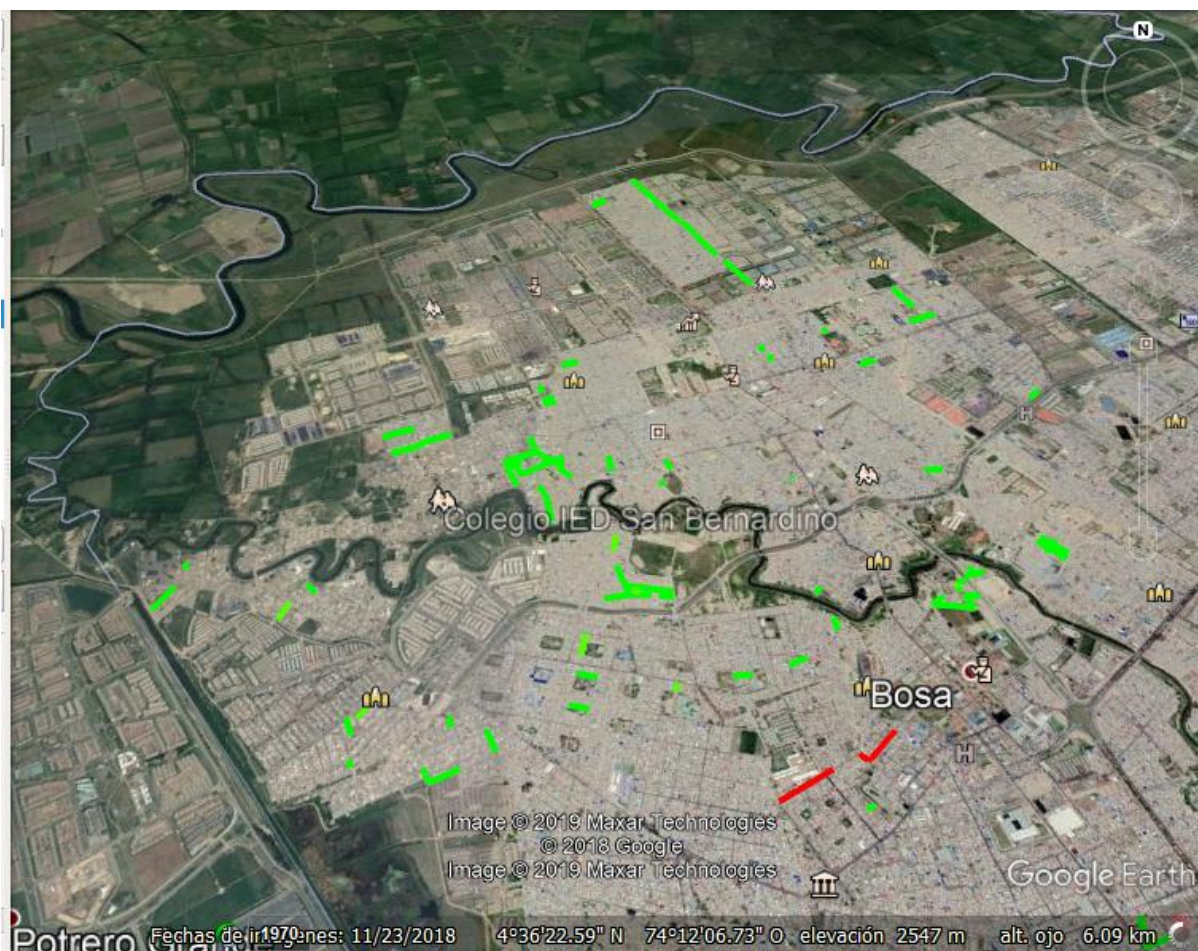 N
H
Colegio IED San Bernardino
Bosa
H
Image © 2019 Maxar Technologies
© 2018 Google
Image © 2019 Maxar Technologies
Google Earth
Potrero
1970
Fechas de imágenes: 11/23/2018 4°36'22.59" N 74°12'06.73" O elevación 2547 m alt. ojo 6.09 km